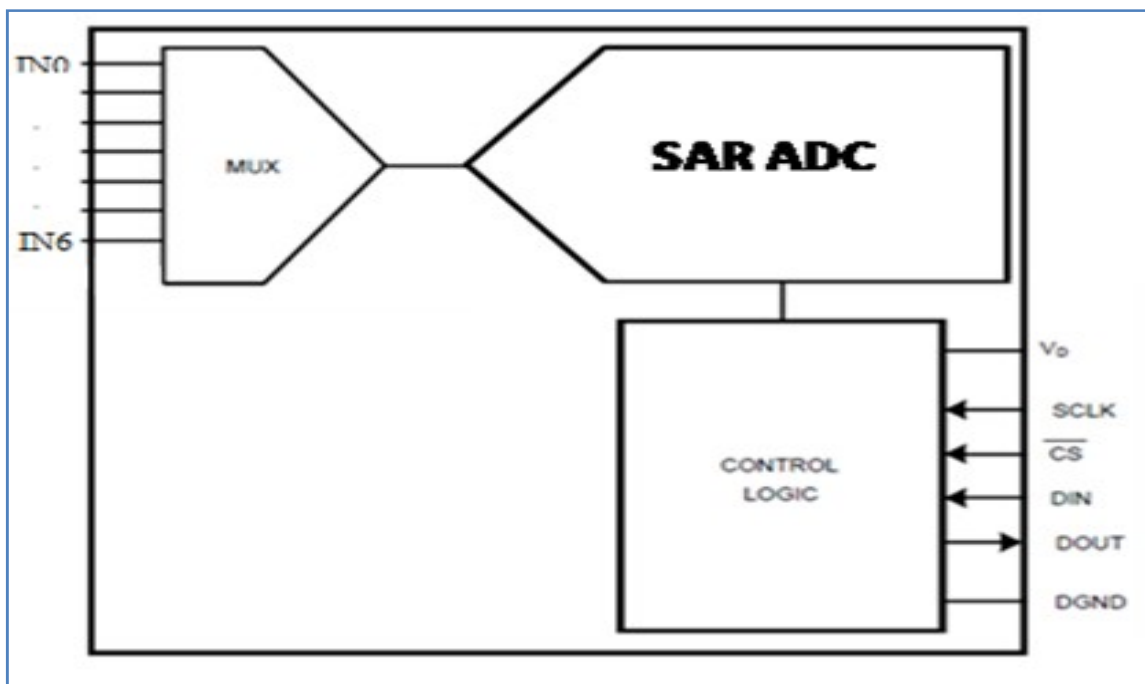 IN0
IN6
MUX
SAR ADC
CONTROL
LOGIC
VD
SCLK
CS
DIN
DOUT
DGND